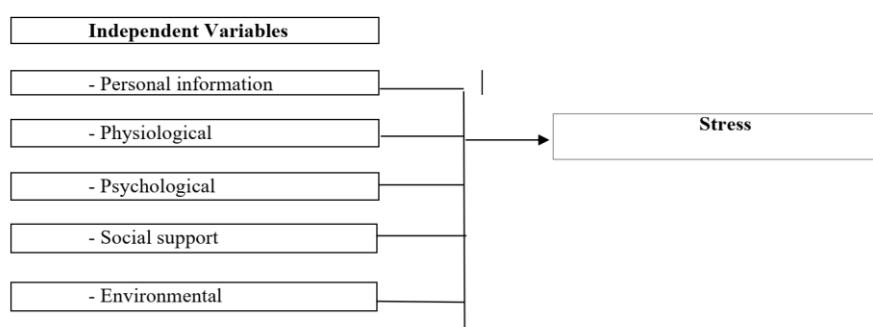 Independent Variables
- Personal information
- Physiological
Stress
- Psychological
- Social support
- Environmental